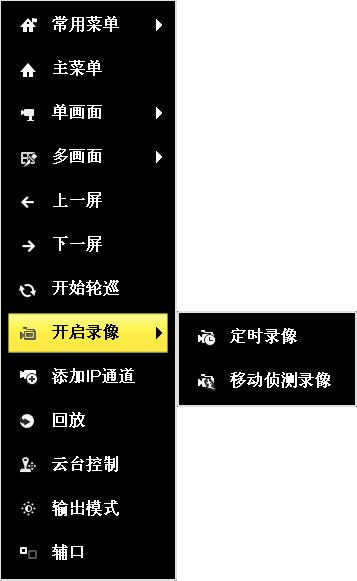 常用菜单
主菜单
单画面
多画面
上一屏
下一屏
开始轮巡
开启录像
定时录像
移动侦测录像
添加IP通道
回放
云台控制
输出模式
辅口